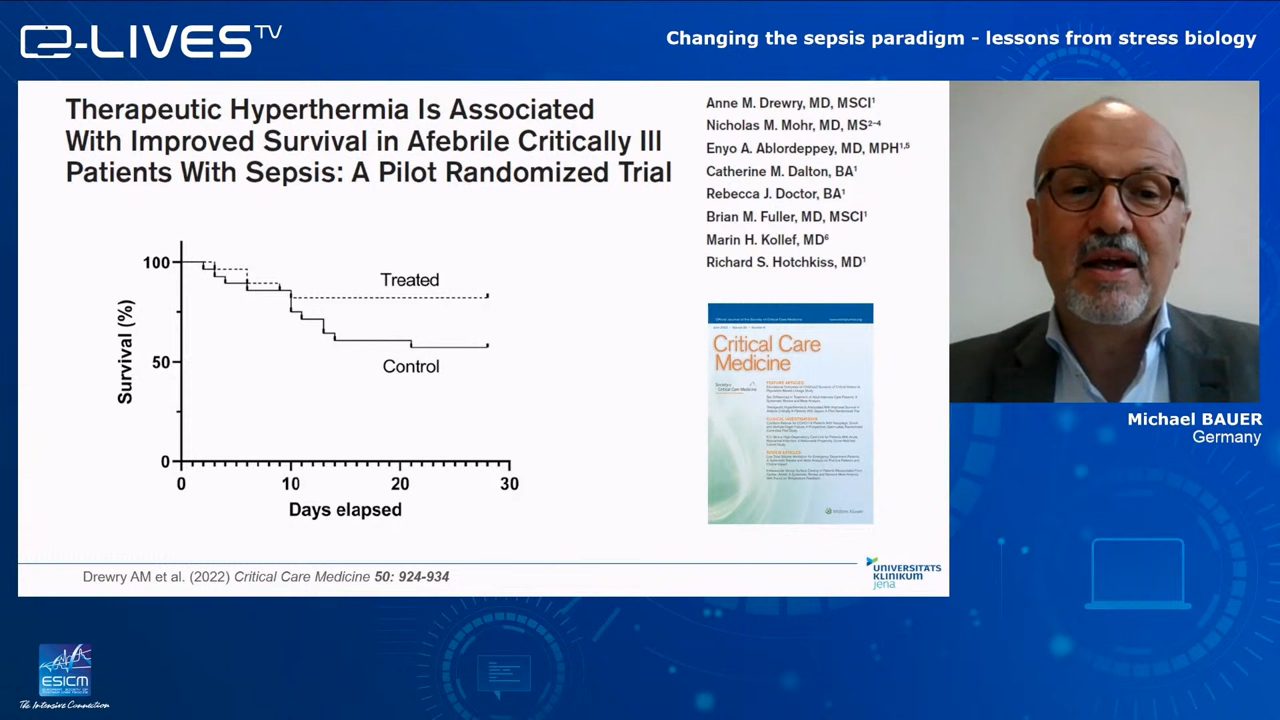 e-LIVES TV
Changing the sepsis paradigm - lessons from stress biology
Therapeutic Hyperthermia Is Associated
With Improved Survival in Afebrile Critically Ill
Patients With Sepsis: A Pilot Randomized Trial
Anne M. Drewry, MD, MSCI¹
Nicholas M. Mohr, MD, MS²⁻⁴
Enyo A. Ablordeppey, MD, MPH¹,⁵
Catherine M. Dalton, BA¹
Rebecca J. Doctor, BA¹
Brian M. Fuller, MD, MSCI¹
Marin H. Kollef, MD⁶
Richard S. Hotchkiss, MD¹
Survival (%)
100
50
0
Treated
Control
0 10 20 30
Days elapsed
Critical Care
Medicine
Wolters Kluwer
Michael BAUER
Germany
Drewry AM et al. (2022) Critical Care Medicine 50: 924-934
UNIVERSITÄTS
KLINIKUM
jena
ESICM
The Intensive Connection